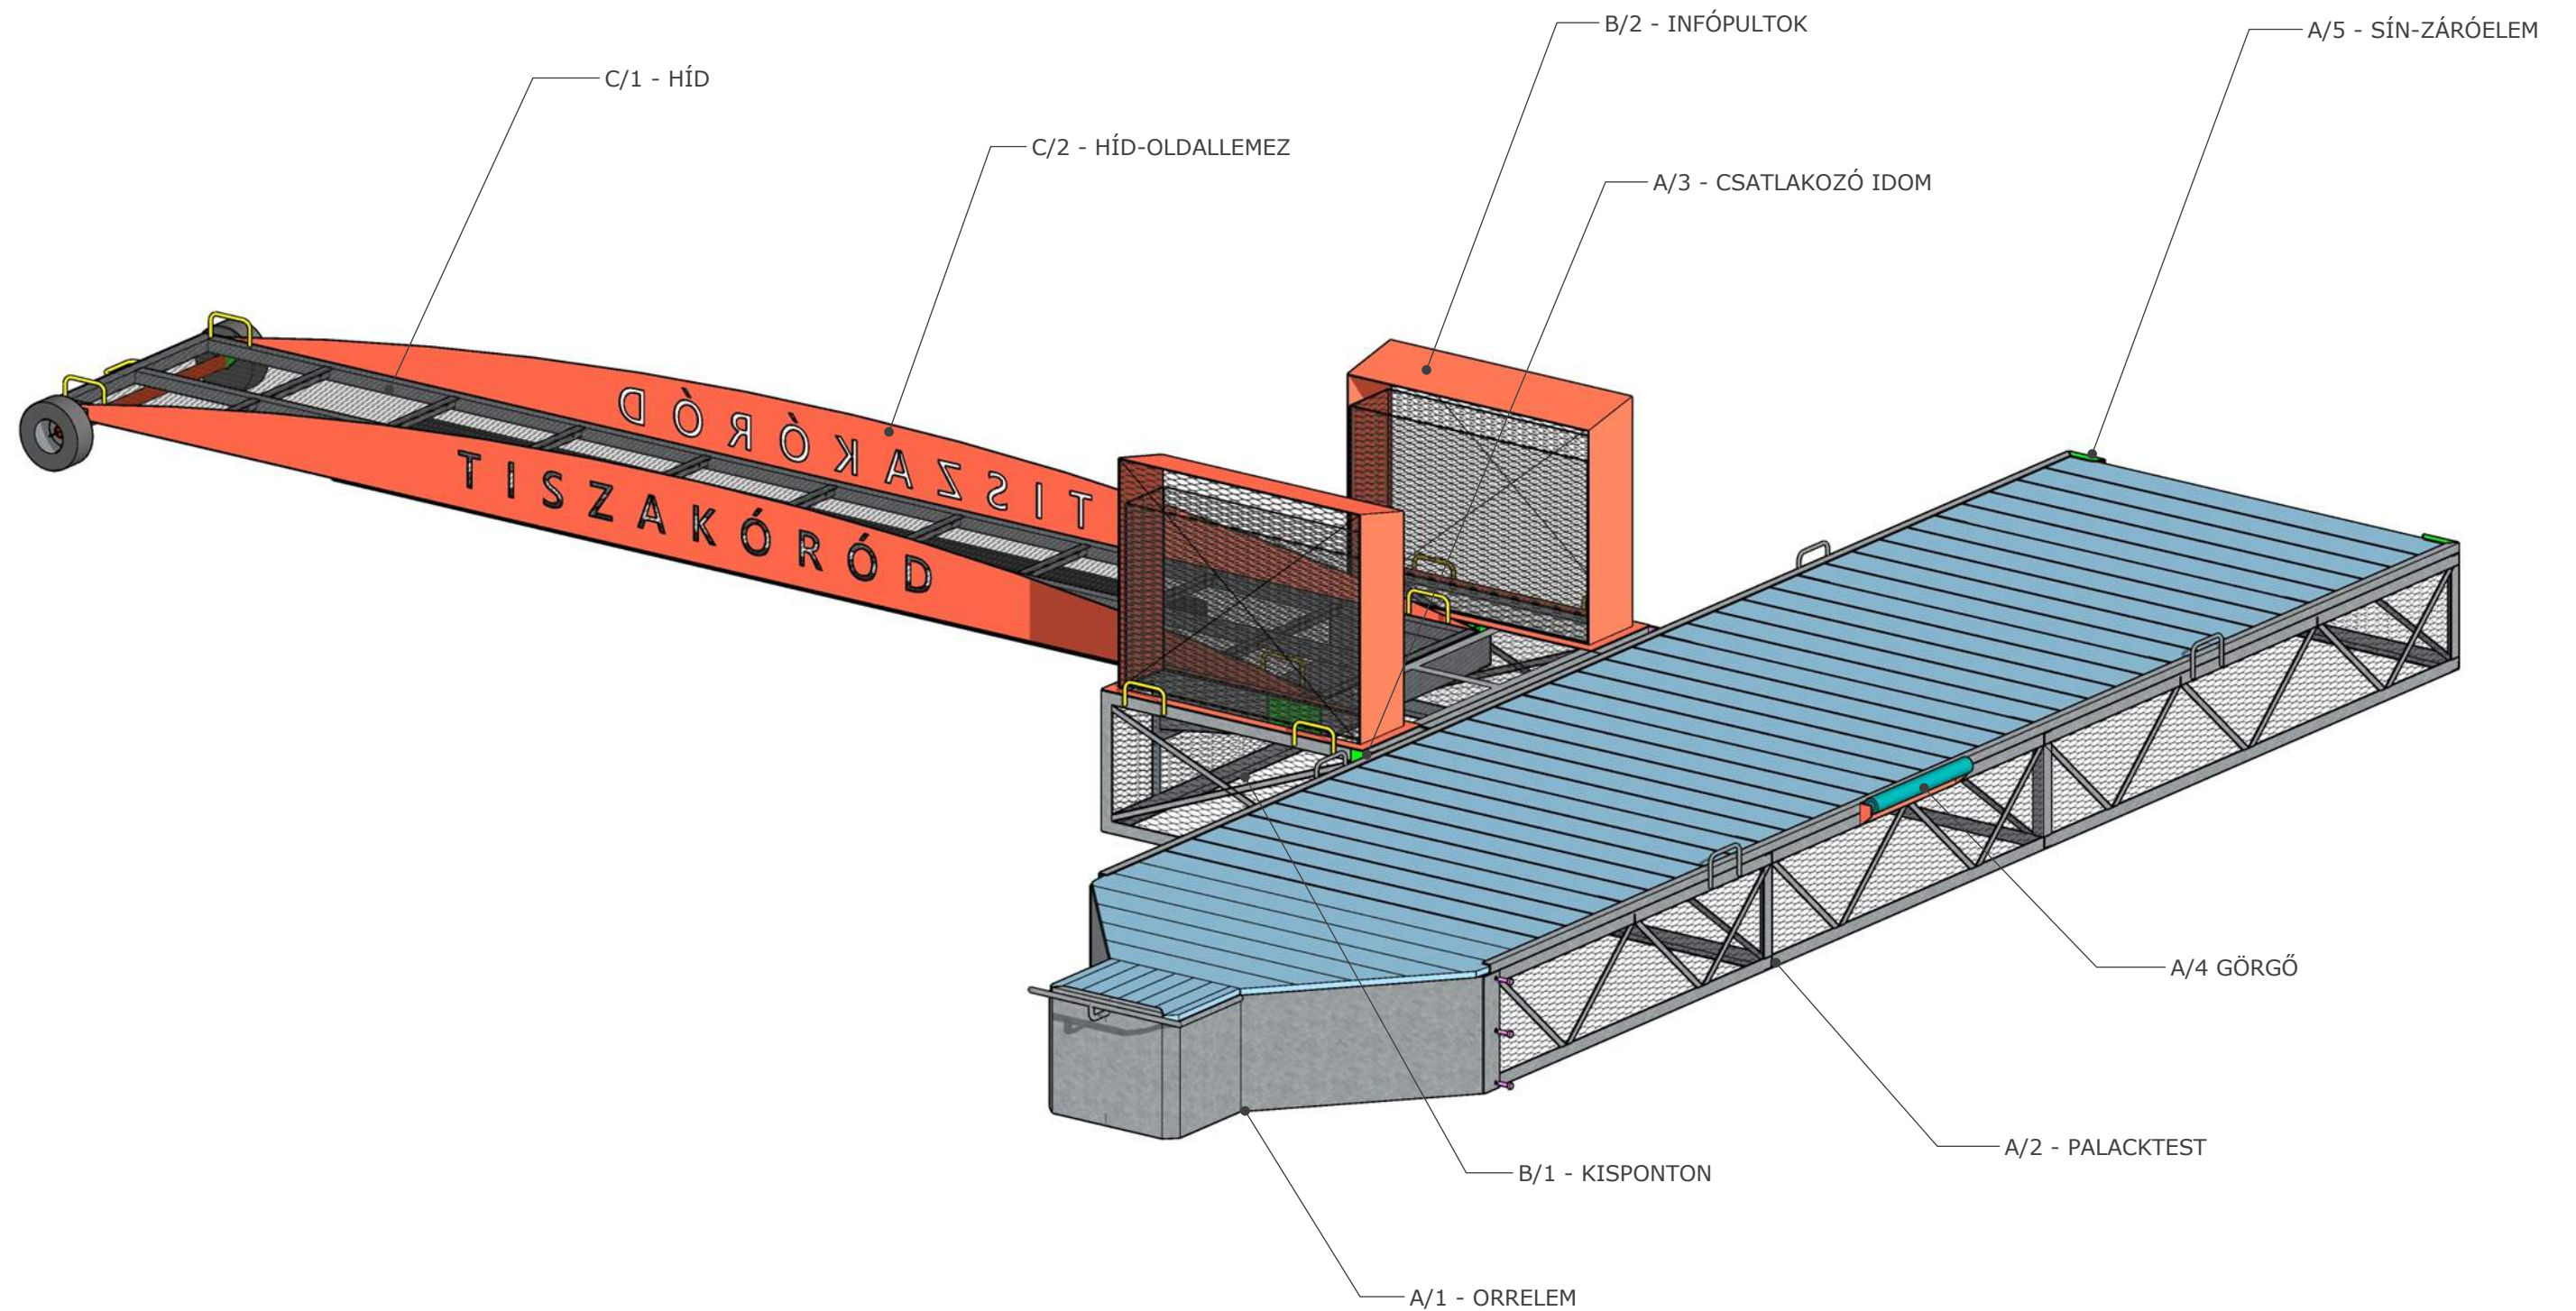 B/2 - INFÓPULTOK
A/5 - SÍN-ZÁRÓELEM
C/1 - HÍD
C/2 - HÍD-OLDALLEMEZ
A/3 - CSATLAKOZÓ IDOM
TISZAKÓRÓD
TISZAKÓRÓD
A/4 GÖRGŐ
A/2 - PALACKTEST
B/1 - KISPONTON
A/1 - ORRELEM